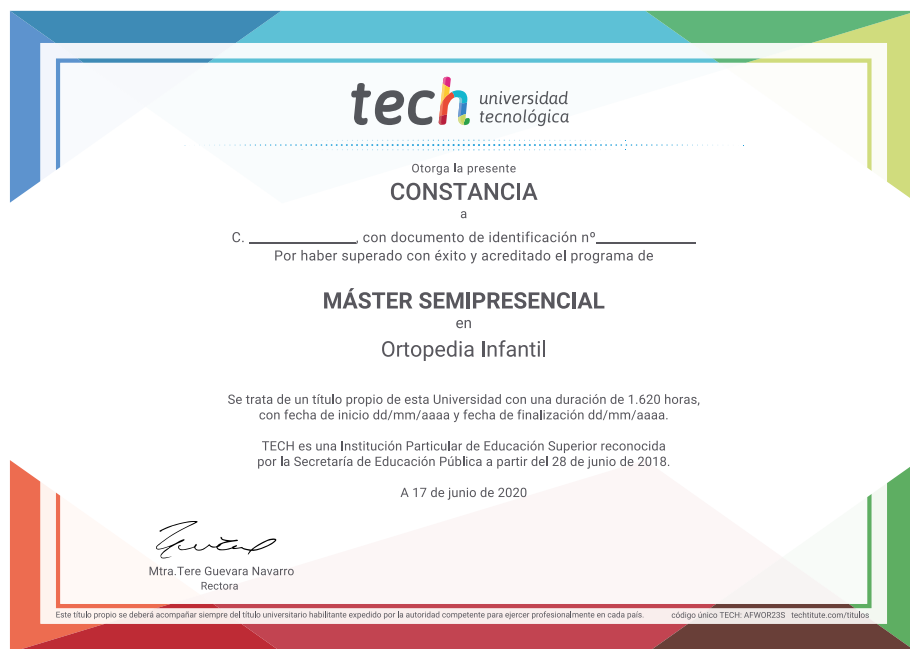 tech universidad
tecnológica
Otorga la presente
CONSTANCIA
a
C. ____________, con documento de identificación nº____________
Por haber superado con éxito y acreditado el programa de
MÁSTER SEMIPRESENCIAL
en
Ortopedia Infantil
Se trata de un título propio de esta Universidad con una duración de 1.620 horas,
con fecha de inicio dd/mm/aaaa y fecha de finalización dd/mm/aaaa.
TECH es una Institución Particular de Educación Superior reconocida
por la Secretaría de Educación Pública a partir del 28 de junio de 2018.
A 17 de junio de 2020
Mtra.Tere Guevara Navarro
Rectora
Este título propio se deberá acompañar siempre del título universitario habilitante expedido por la autoridad competente para ejercer profesionalmente en cada país. código único TECH: AFWOR23S techtitute.com/titulos